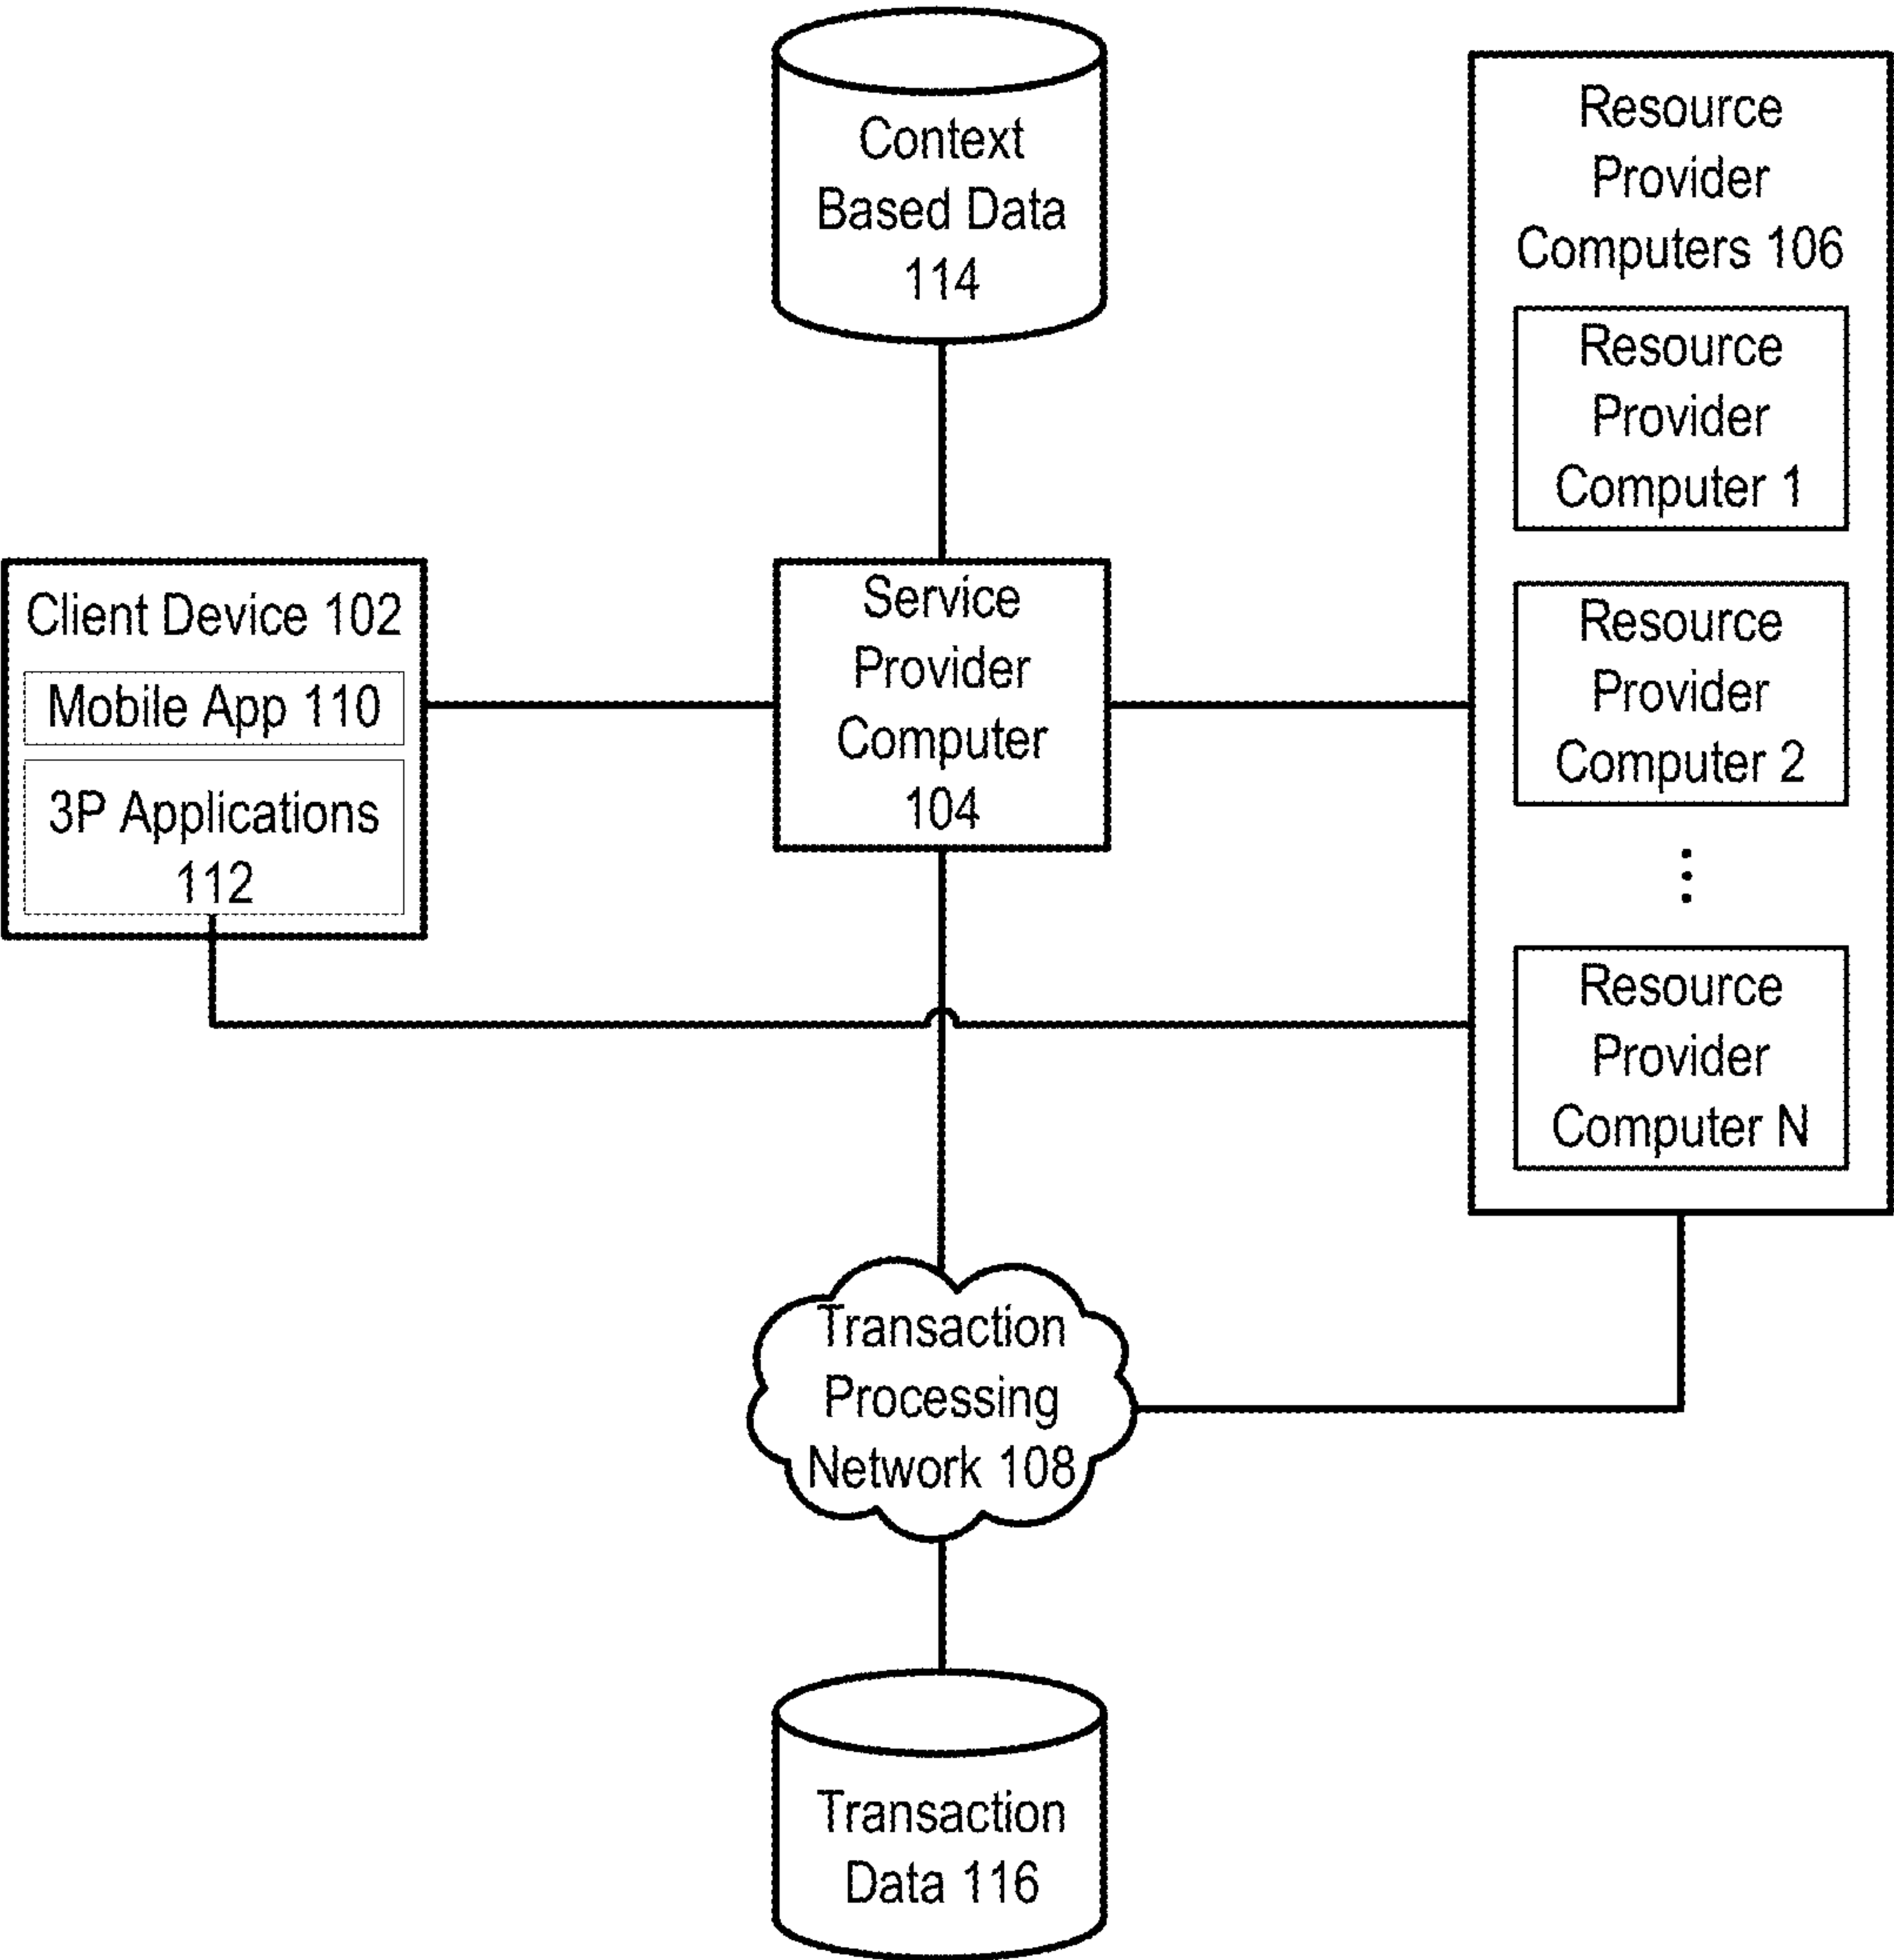 Context
Based Data
114
Resource
Provider
Computers 106
Resource
Provider
Computer 1
Client Device 102
Mobile App 110
3P Applications
112
Service
Provider
Computer
104
Resource
Provider
Computer 2
Resource
Provider
Computer N
Transaction
Processing
Network 108
Transaction
Data 116